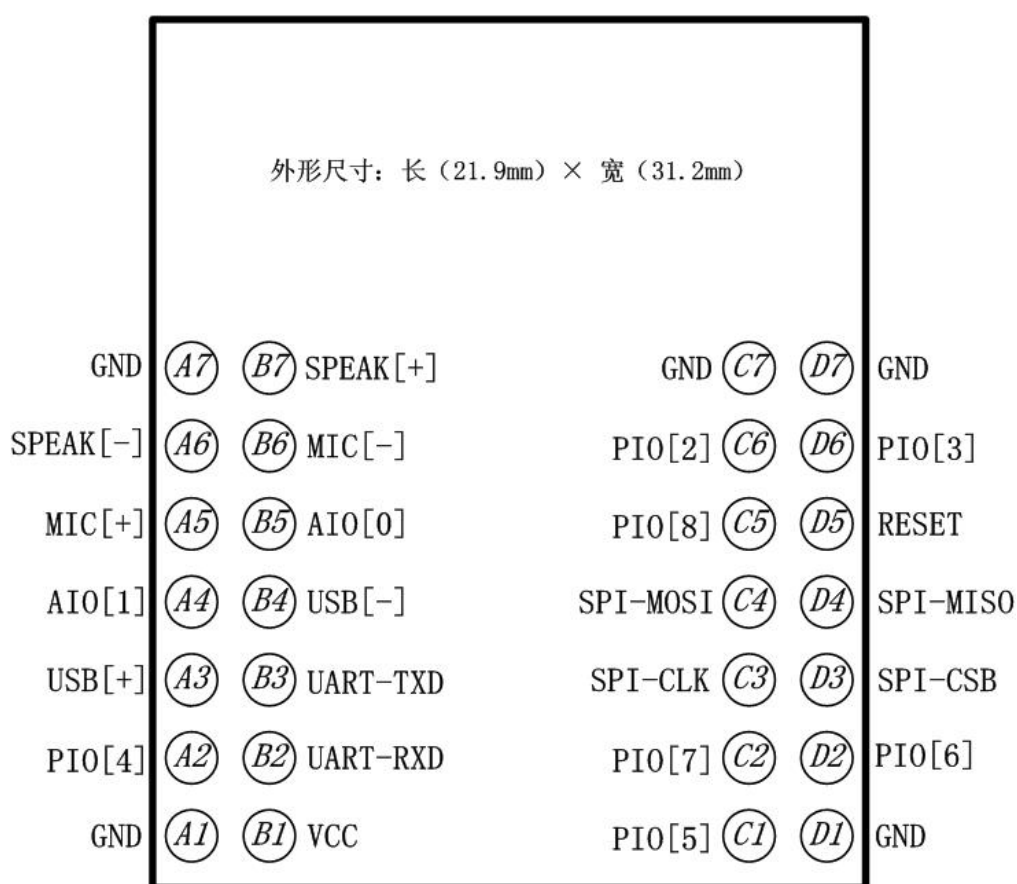 外形尺寸: 长（21.9mm）× 宽（31.2mm）
GND A7 B7 SPEAK[+] GND C7 D7 GND
SPEAK[-] A6 B6 MIC[-] PIO[2] C6 D6 PIO[3]
MIC[+] A5 B5 AIO[0] PIO[8] C5 D5 RESET
AIO[1] A4 B4 USB[-] SPI-MOSI C4 D4 SPI-MISO
USB[+] A3 B3 UART-TXD SPI-CLK C3 D3 SPI-CSB
PIO[4] A2 B2 UART-RXD PIO[7] C2 D2 PIO[6]
GND A1 B1 VCC PIO[5] C1 D1 GND